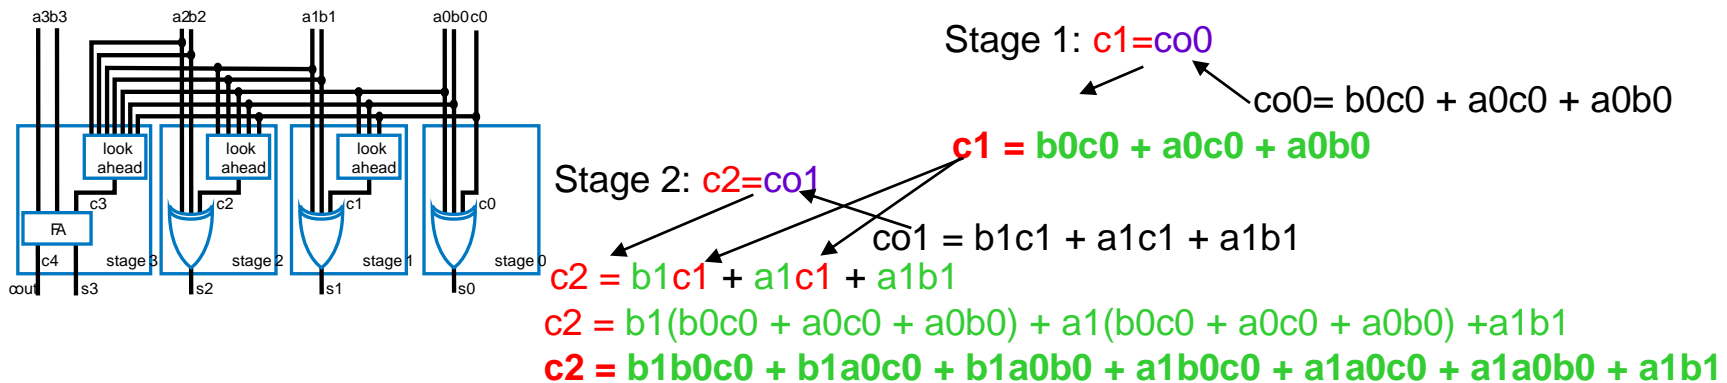 a3b3 a2b2 a1b1 a0b0c0
look ahead
look ahead
look ahead
c3 c2 c1 c0
FA
c4 stage 3 stage 2 stage 1 stage 0
cout s3 s2 s1 s0
Stage 1: c1=co0
co0= b0c0 + a0c0 + a0b0
c1 = b0c0 + a0c0 + a0b0
Stage 2: c2=co1
co1 = b1c1 + a1c1 + a1b1
c2 = b1c1 + a1c1 + a1b1
c2 = b1(b0c0 + a0c0 + a0b0) + a1(b0c0 + a0c0 + a0b0) +a1b1
c2 = b1b0c0 + b1a0c0 + b1a0b0 + a1b0c0 + a1a0c0 + a1a0b0 + a1b1